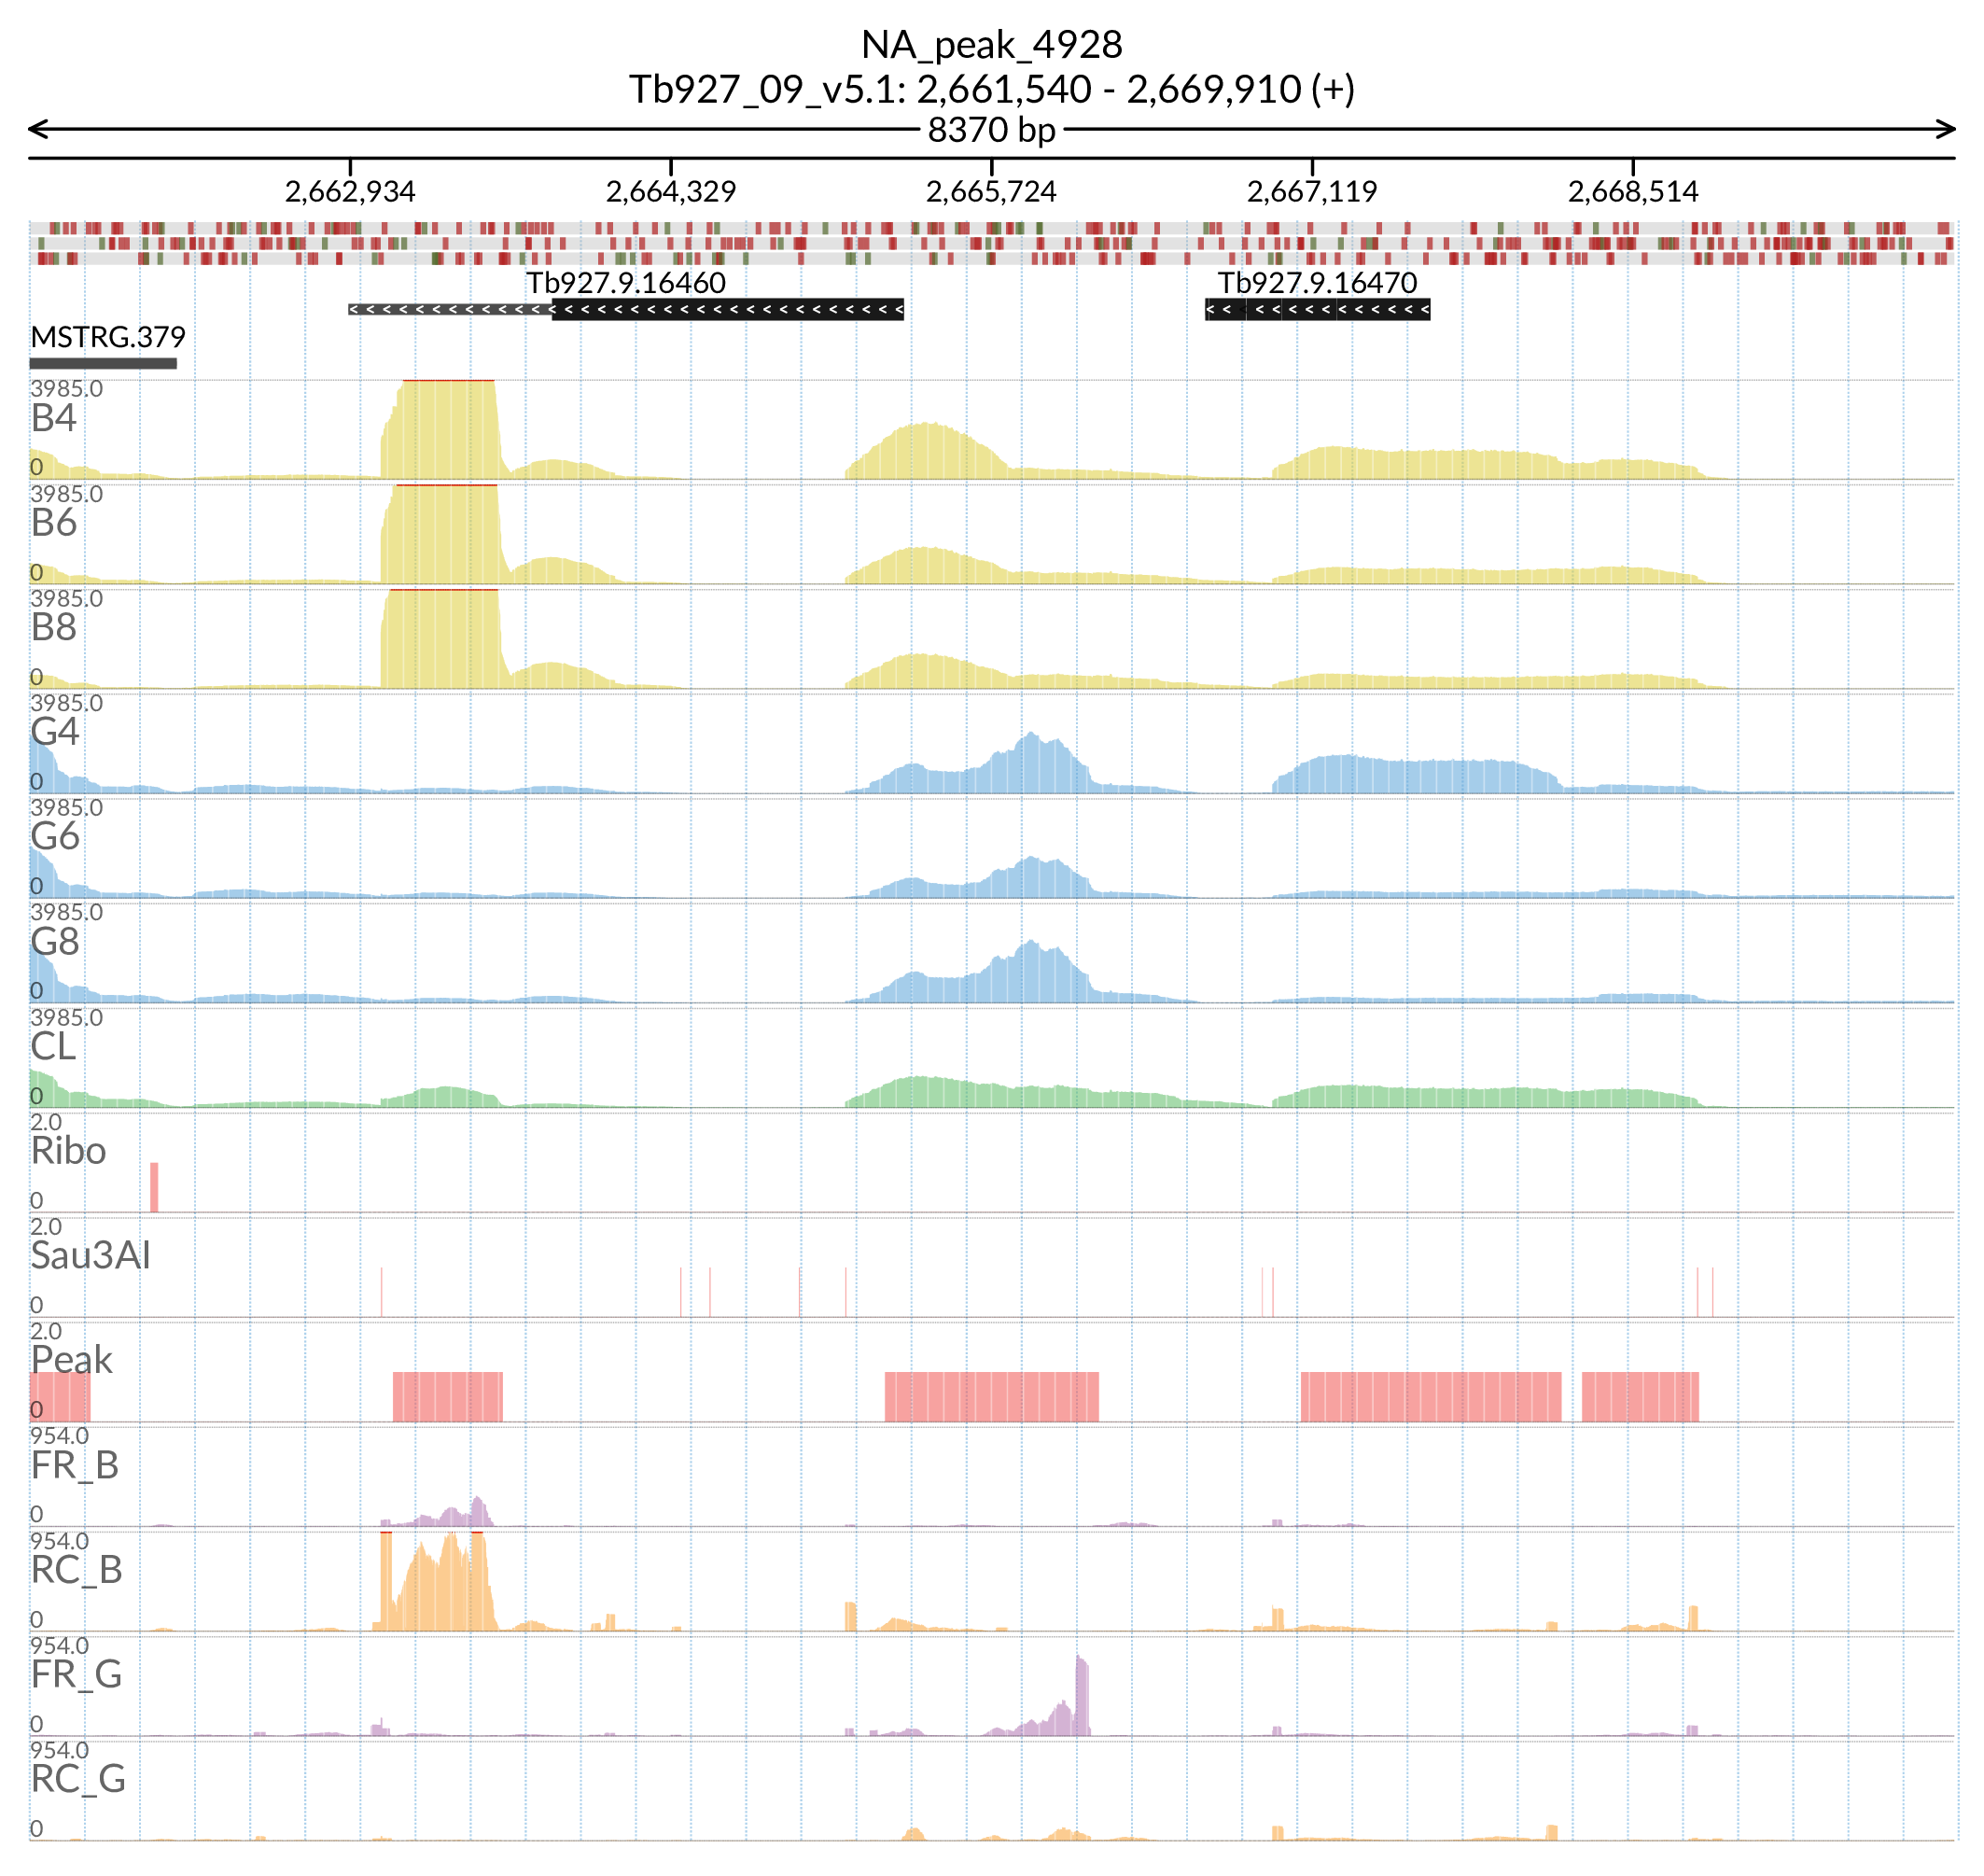 NA_peak_4928
Tb927_09_v5.1: 2,661,540 - 2,669,910 (+)
8370 bp
2,662,934 2,664,329 2,665,724 2,667,119 2,668,514
Tb927.9.16460 Tb927.9.16470
MSTRG.379
3985.0
B4
0
3985.0
B6
0
3985.0
B8
0
3985.0
G4
0
3985.0
G6
0
3985.0
G8
0
3985.0
CL
0
2.0
Ribo
0
2.0
Sau3AI
0
2.0
Peak
0
954.0
FR_B
0
954.0
RC_B
0
954.0
FR_G
0
954.0
RC_G
0